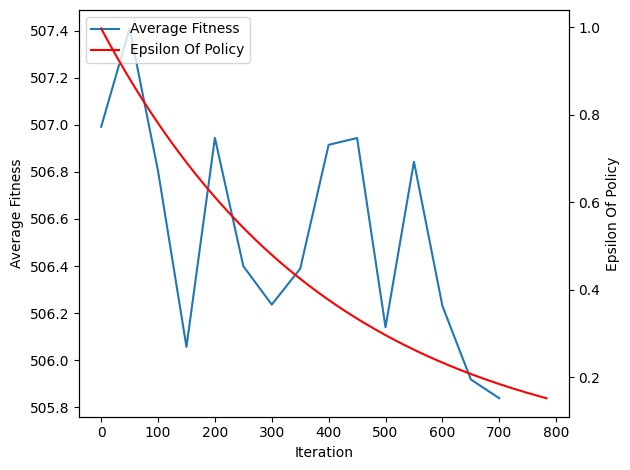 Average Fitness
Epsilon Of Policy
507.4
507.2
507.0
506.8
506.6
506.4
506.2
506.0
505.8
Average Fitness
1.0
0.8
0.6
0.4
0.2
Epsilon Of Policy
0 100 200 300 400 500 600 700 800
Iteration